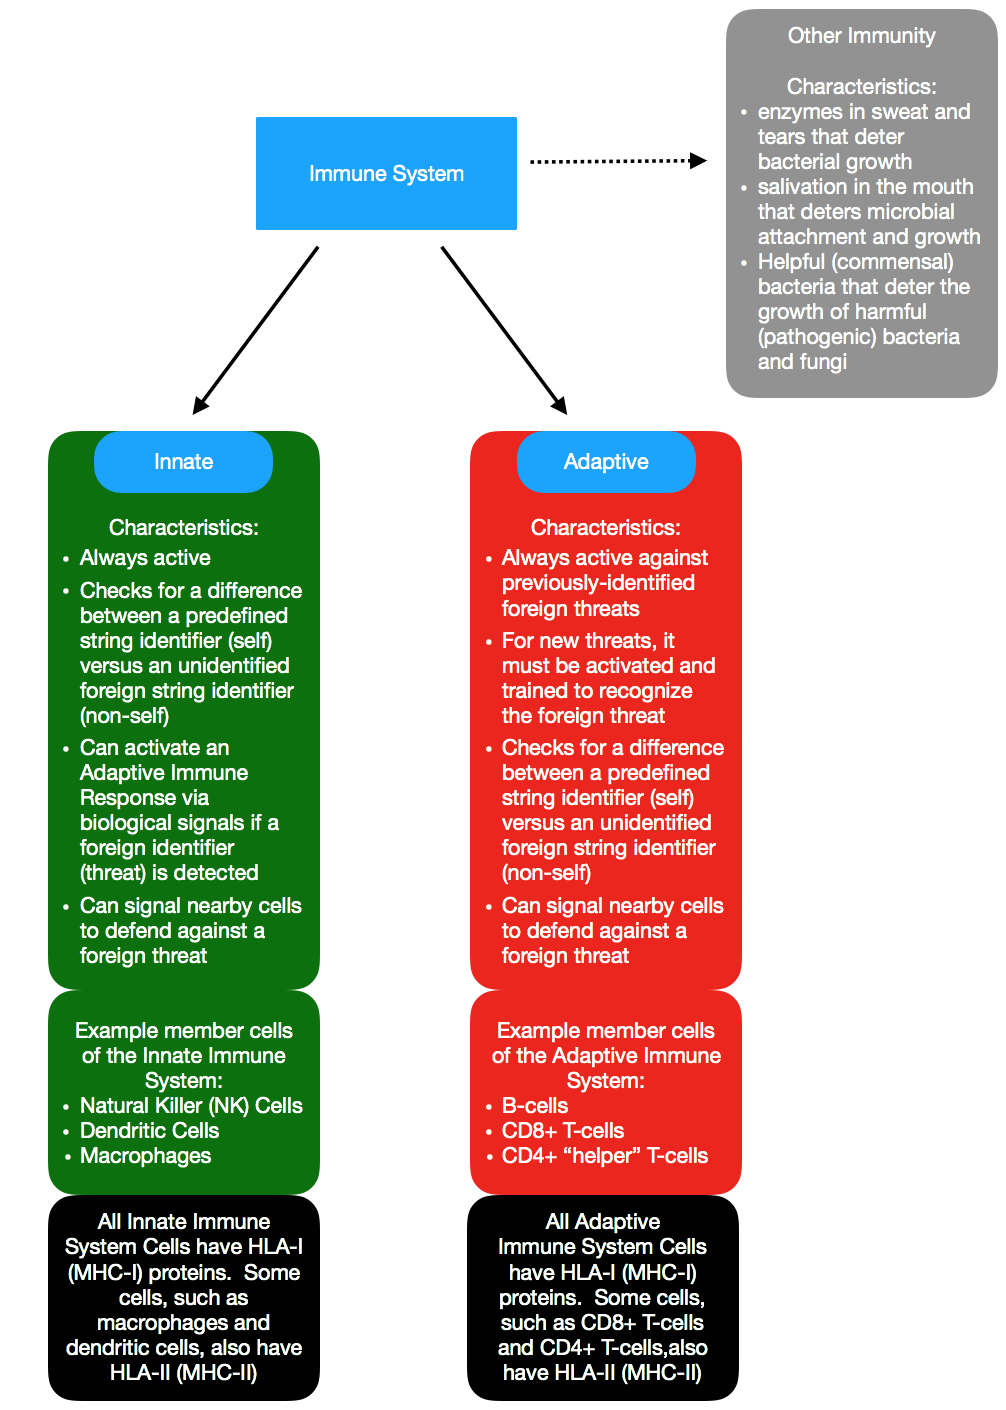 Other Immunity
Characteristics:
• enzymes in sweat and
tears that deter
bacterial growth
• salivation in the mouth
that deters microbial
attachment and growth
• Helpful (commensal)
bacteria that deter the
growth of harmful
(pathogenic) bacteria
and fungi
Immune System
Innate
Characteristics:
• Always active
• Checks for a difference
between a predefined
string identifier (self)
versus an unidentified
foreign string identifier
(non-self)
• Can activate an
Adaptive Immune
Response via
biological signals if a
foreign identifier
(threat) is detected
• Can signal nearby cells
to defend against a
foreign threat
Example member cells
of the Innate Immune
System:
• Natural Killer (NK) Cells
• Dendritic Cells
• Macrophages
All Innate Immune
System Cells have HLA-I
(MHC-I) proteins.  Some
cells, such as
macrophages and
dendritic cells, also have
HLA-II (MHC-II)
Adaptive
Characteristics:
• Always active against
previously-identified
foreign threats
• For new threats, it
must be activated and
trained to recognize
the foreign threat
• Checks for a difference
between a predefined
string identifier (self)
versus an unidentified
foreign string identifier
(non-self)
• Can signal nearby cells
to defend against a
foreign threat
Example member cells
of the Adaptive Immune
System:
• B-cells
• CD8+ T-cells
• CD4+ “helper” T-cells
All Adaptive
Immune System Cells
have HLA-I (MHC-I)
proteins.  Some cells,
such as CD8+ T-cells
and CD4+ T-cells,also
have HLA-II (MHC-II)